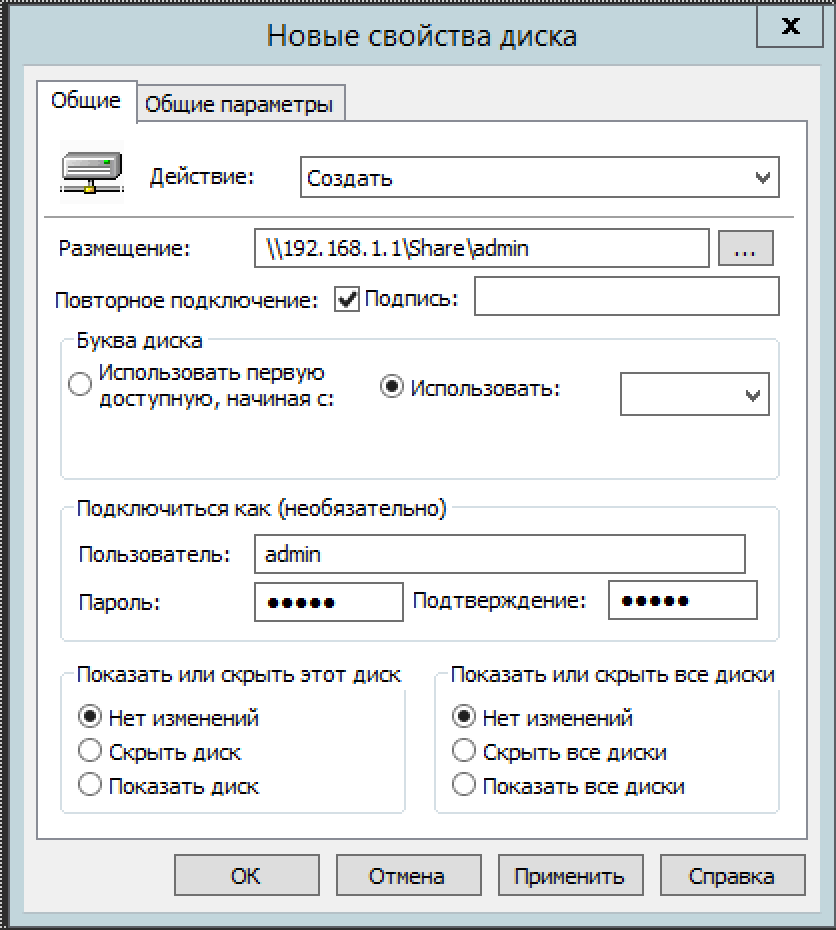 Новые свойства диска
x
Общие
Общие параметры
Действие:
Создать
Размещение:
\\192.168.1.1\Share\admin
...
Повторное подключение:
Подпись:
Буква диска
Использовать первую
доступную, начиная с:
Использовать:
Подключиться как (необязательно)
Пользователь:
admin
Пароль:
●●●●●
Подтверждение:
●●●●●
Показать или скрыть этот диск
Нет изменений
Скрыть диск
Показать диск
Показать или скрыть все диски
Нет изменений
Скрыть все диски
Показать все диски
ОК
Отмена
Применить
Справка